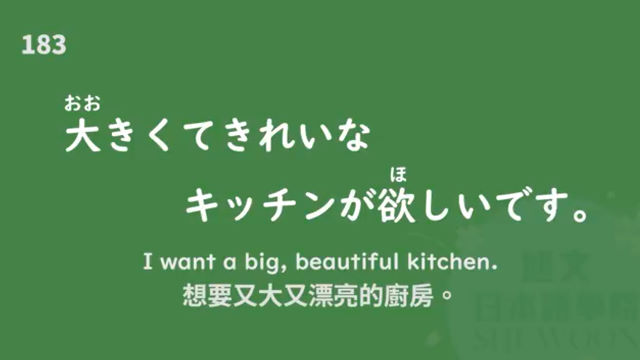 183
おお
大きくてきれいな
ほ
キッチンが欲しいです。
I want a big, beautiful kitchen.
想要又大又漂亮的廚房。